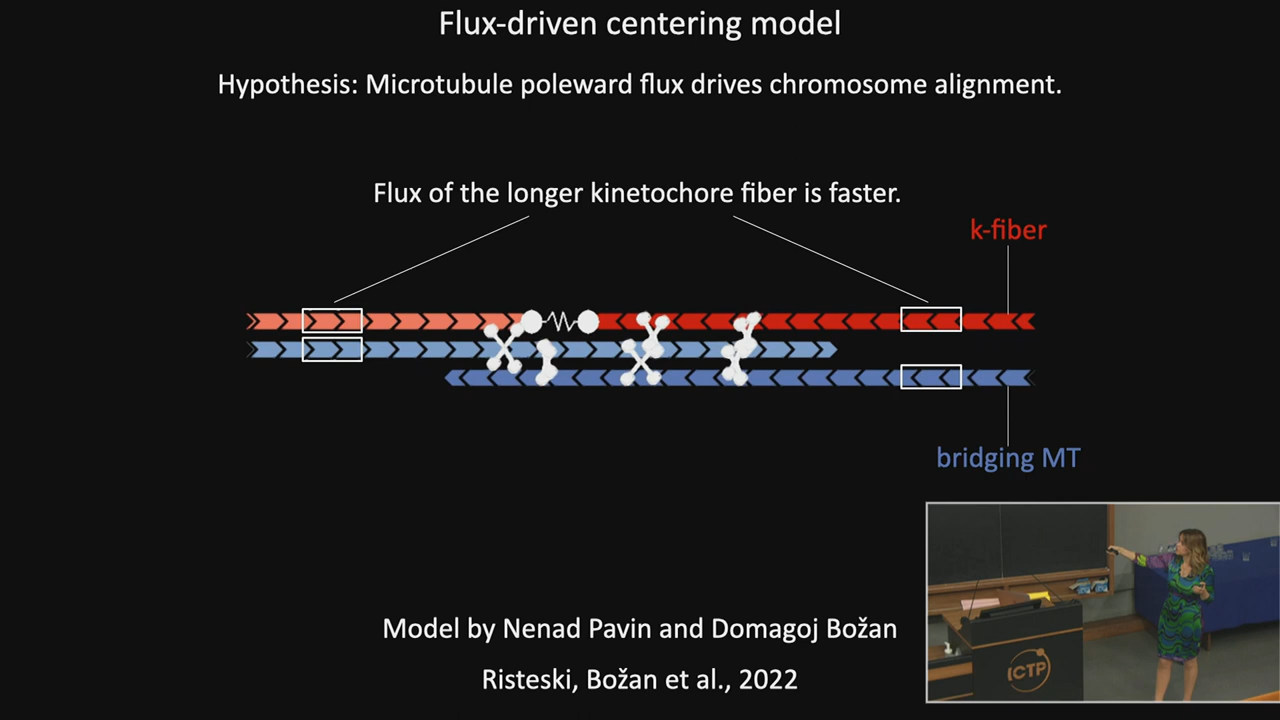 Flux-driven centering model
Hypothesis: Microtubule poleward flux drives chromosome alignment.
Flux of the longer kinetochore fiber is faster.
k-fiber
bridging MT
Model by Nenad Pavin and Domagoj Božan
Risteski, Božan et al., 2022
ICTP